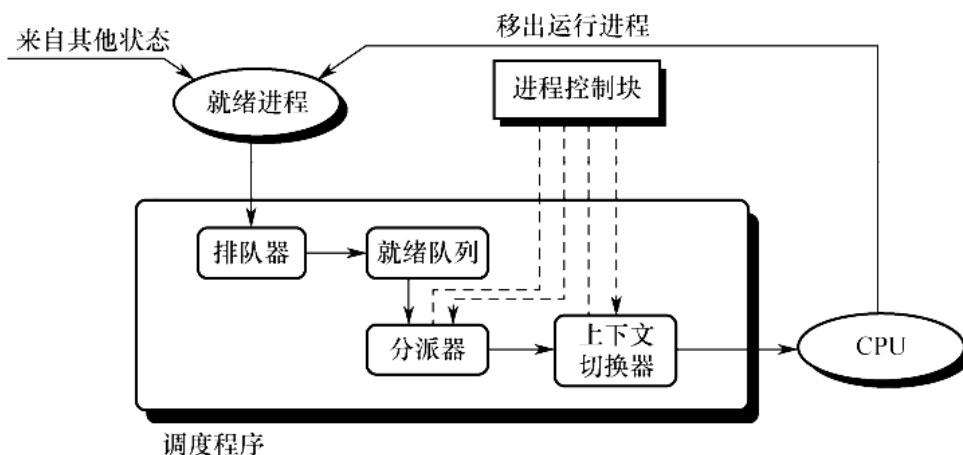 来自其他状态
移出运行进程
就绪进程
进程控制块
排队器
就绪队列
分派器
上下文
切换器
CPU
调度程序